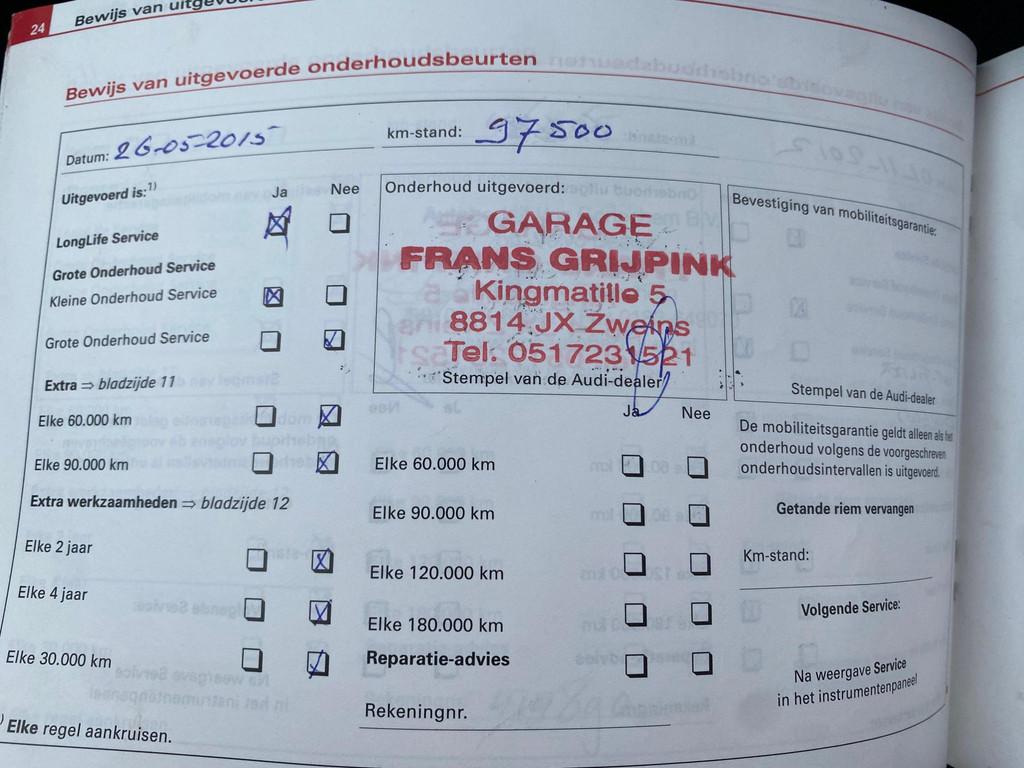 24
Bewijs van uitgevoer
Bewijs van uitgevoerde onderhoudsbeurten
Datum: 26-05-2015
km-stand: 97500
Uitgevoerd is:1)
Ja Nee
LongLife Service
Grote Onderhoud Service
Kleine Onderhoud Service
Grote Onderhoud Service
Extra ⇒ bladzijde 11
Elke 60.000 km
Elke 90.000 km
Extra werkzaamheden ⇒ bladzijde 12
Elke 2 jaar
Elke 4 jaar
Elke 30.000 km
1) Elke regel aankruisen.
Onderhoud uitgevoerd:
GARAGE
FRANS GRIJPINK
Kingmatille 5
8814 JX Zweins
Tel. 0517231521
Stempel van de Audi-dealer
Ja Nee
Elke 60.000 km
Elke 90.000 km
Elke 120.000 km
Elke 180.000 km
Reparatie-advies
Rekeningnr.
Bevestiging van mobiliteitsgarantie:
Stempel van de Audi-dealer
De mobiliteitsgarantie geldt alleen als het
onderhoud volgens de voorgeschreven
onderhoudsintervallen is uitgevoerd.
Getande riem vervangen
Km-stand:
Volgende Service:
Na weergave Service
in het instrumentenpaneel